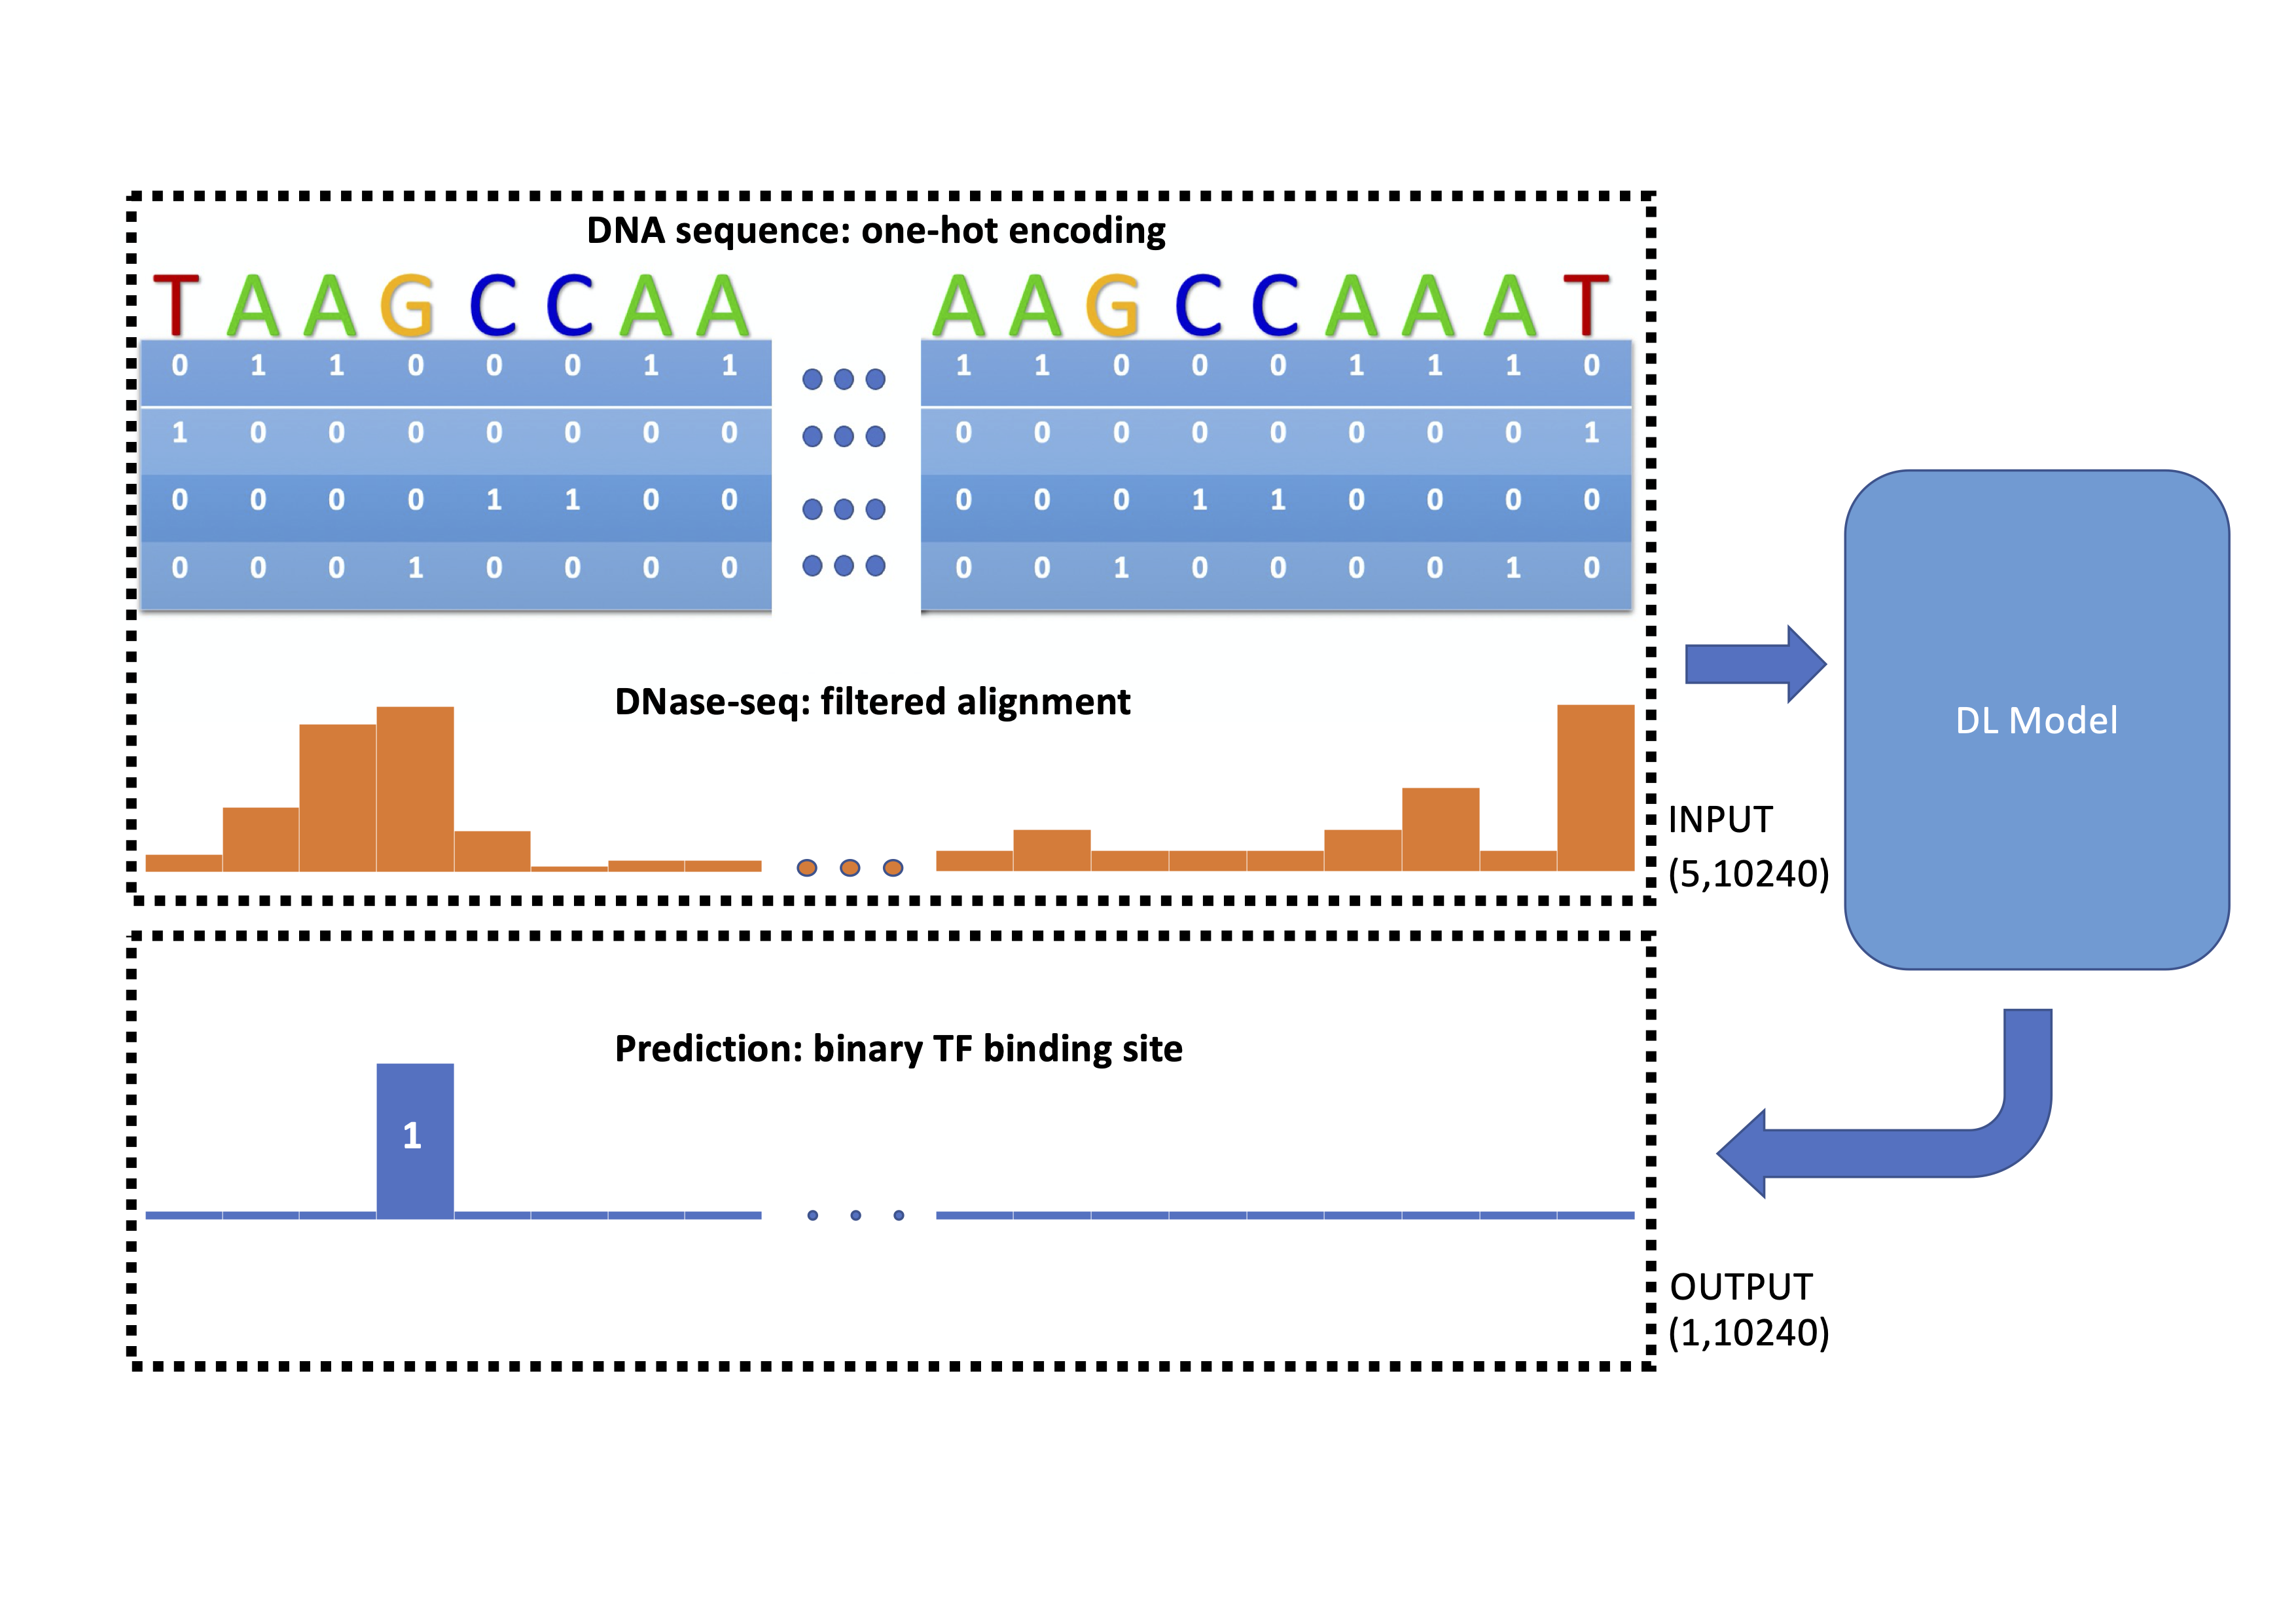 DNA sequence: one-hot encoding
T A A G C C A A A A G C C A A A T
0 1 1 0 0 0 1 1 1 1 0 0 0 1 1 1 0
1 0 0 0 0 0 0 0 0 0 0 0 0 0 0 0 1
0 0 0 0 1 1 0 0 0 0 0 1 1 0 0 0 0
0 0 0 1 0 0 0 0 0 0 1 0 0 0 0 1 0
DNase-seq: filtered alignment
INPUT
(5,10240)
DL Model
Prediction: binary TF binding site
1
OUTPUT
(1,10240)